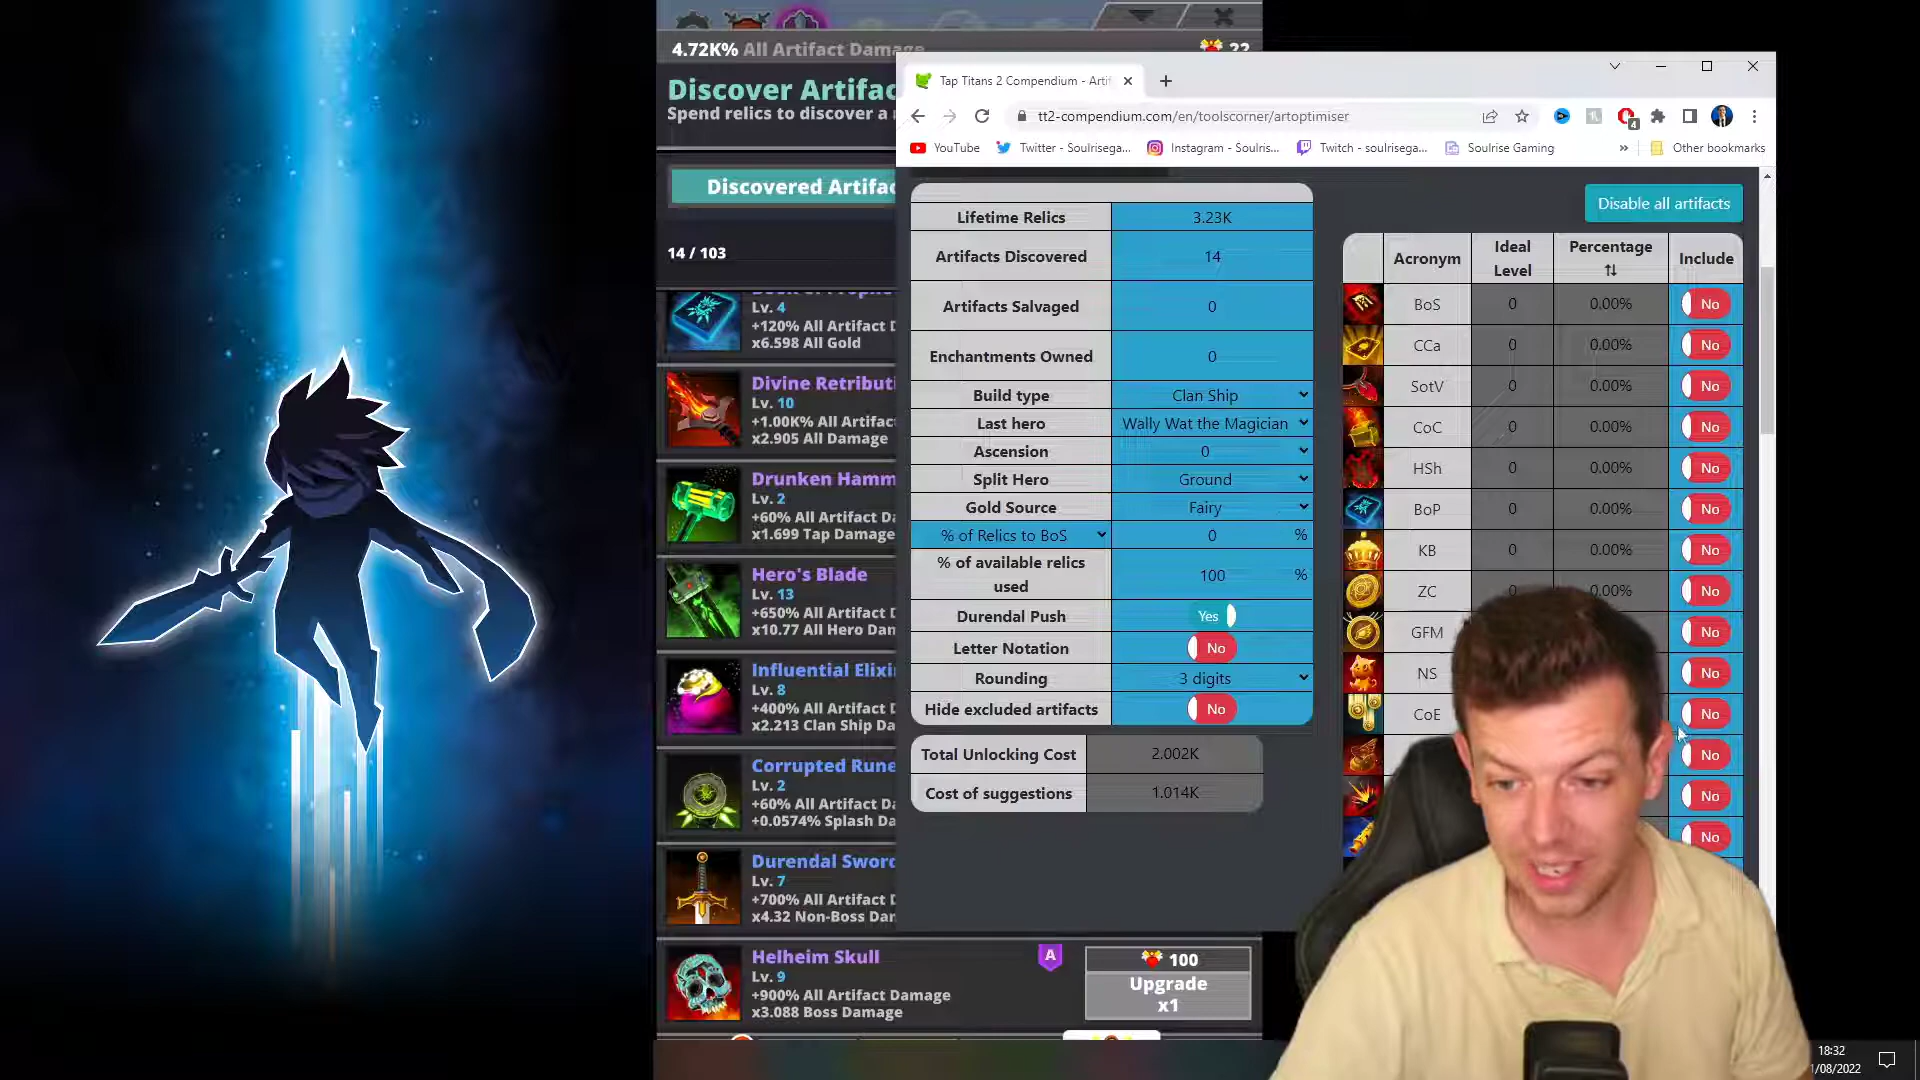 4.72K% All Artifact Damage
22
Discover Artifac
Spend relics to discover a
Discovered Artifac
14 / 103
Lv. 4
+120% All Artifact D
x6.598 All Gold
Divine Retributi
Lv. 10
+1.00K% All Artifac
x2.905 All Damage
Drunken Hamm
Lv. 2
+60% All Artifact Da
x1.699 Tap Damage
Hero's Blade
Lv. 13
+650% All Artifact D
x10.77 All Hero Dam
Influential Elixi
Lv. 8
+400% All Artifact D
x2.213 Clan Ship Da
Corrupted Rune
Lv. 2
+60% All Artifact Da
+0.0574% Splash Da
Durendal Sword
Lv. 7
+700% All Artifact D
x4.32 Non-Boss Dar
Helheim Skull
Lv. 9
+900% All Artifact Damage
x3.088 Boss Damage
A
100
Upgrade
x1
Tap Titans 2 Compendium - Arti
tt2-compendium.com/en/toolscorner/artoptimiser
4
YouTube
Twitter - Soulrisega...
Instagram - Soulris...
Twitch - soulrisega...
Soulrise Gaming
»
Other bookmarks
Lifetime Relics 3.23K
Artifacts Discovered 14
Artifacts Salvaged 0
Enchantments Owned 0
Build type Clan Ship
Last hero Wally Wat the Magician
Ascension 0
Split Hero Ground
Gold Source Fairy
% of Relics to BoS 0 %
% of available relics used 100 %
Durendal Push Yes
Letter Notation No
Rounding 3 digits
Hide excluded artifacts No
Total Unlocking Cost 2.002K
Cost of suggestions 1.014K
Disable all artifacts
Acronym Ideal Level Percentage Include
BoS 0 0.00% No
CCa 0 0.00% No
SotV 0 0.00% No
CoC 0 0.00% No
HSh 0 0.00% No
BoP 0 0.00% No
KB 0 0.00% No
ZC 0 0.00% No
GFM No
NS No
CoE No
No
No
No
18:32
/08/2022